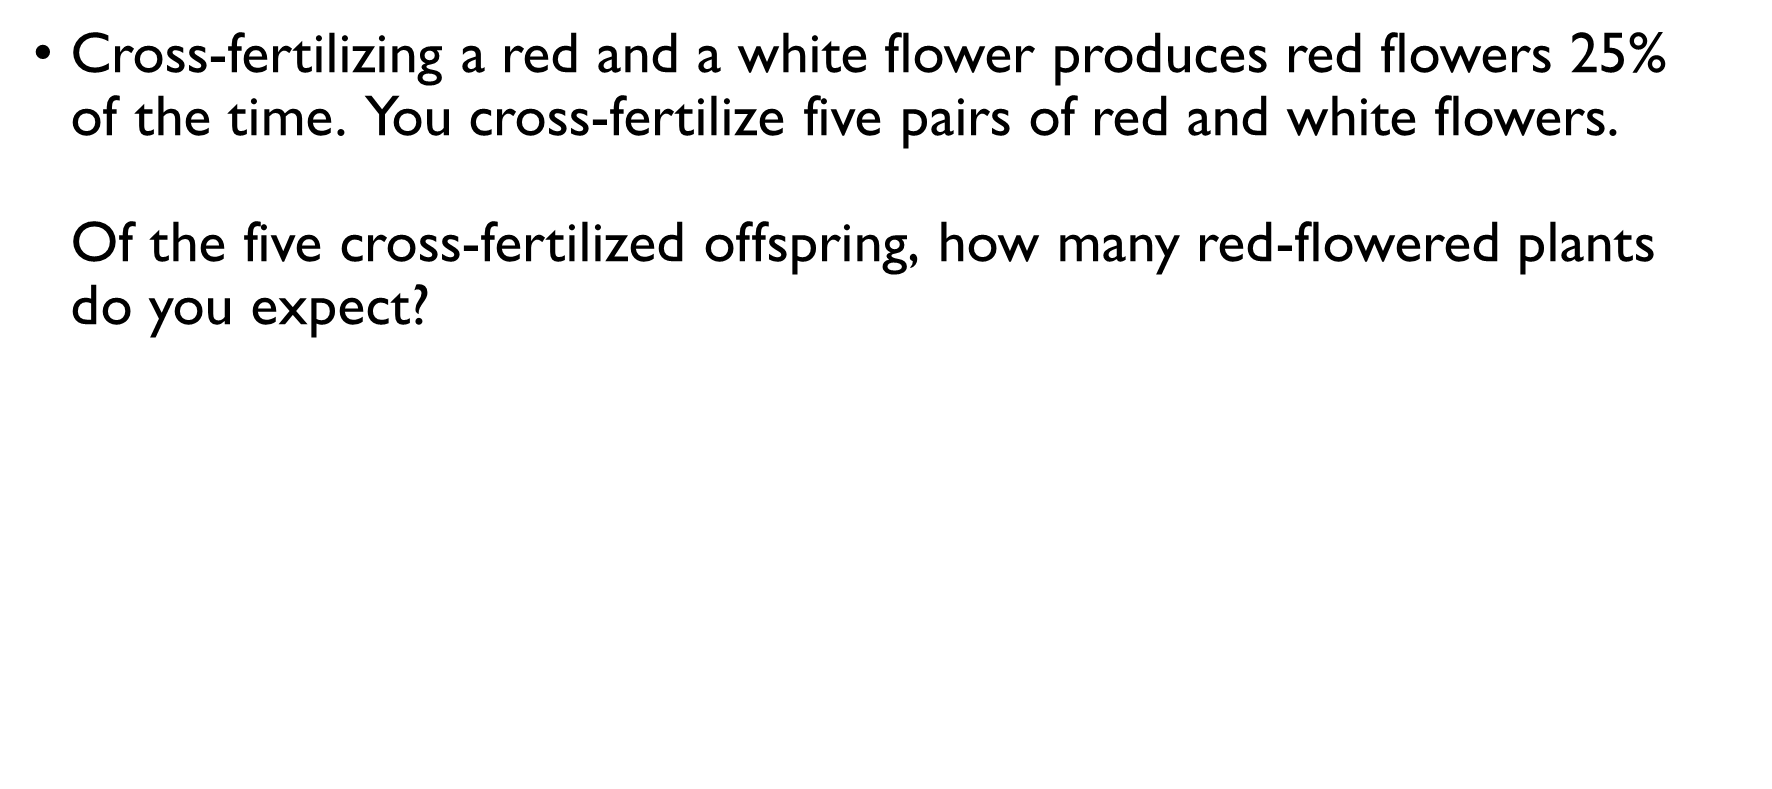 • Cross-fertilizing a red and a white flower produces red flowers 25%
of the time. You cross-fertilize five pairs of red and white flowers.
Of the five cross-fertilized offspring, how many red-flowered plants
do you expect?